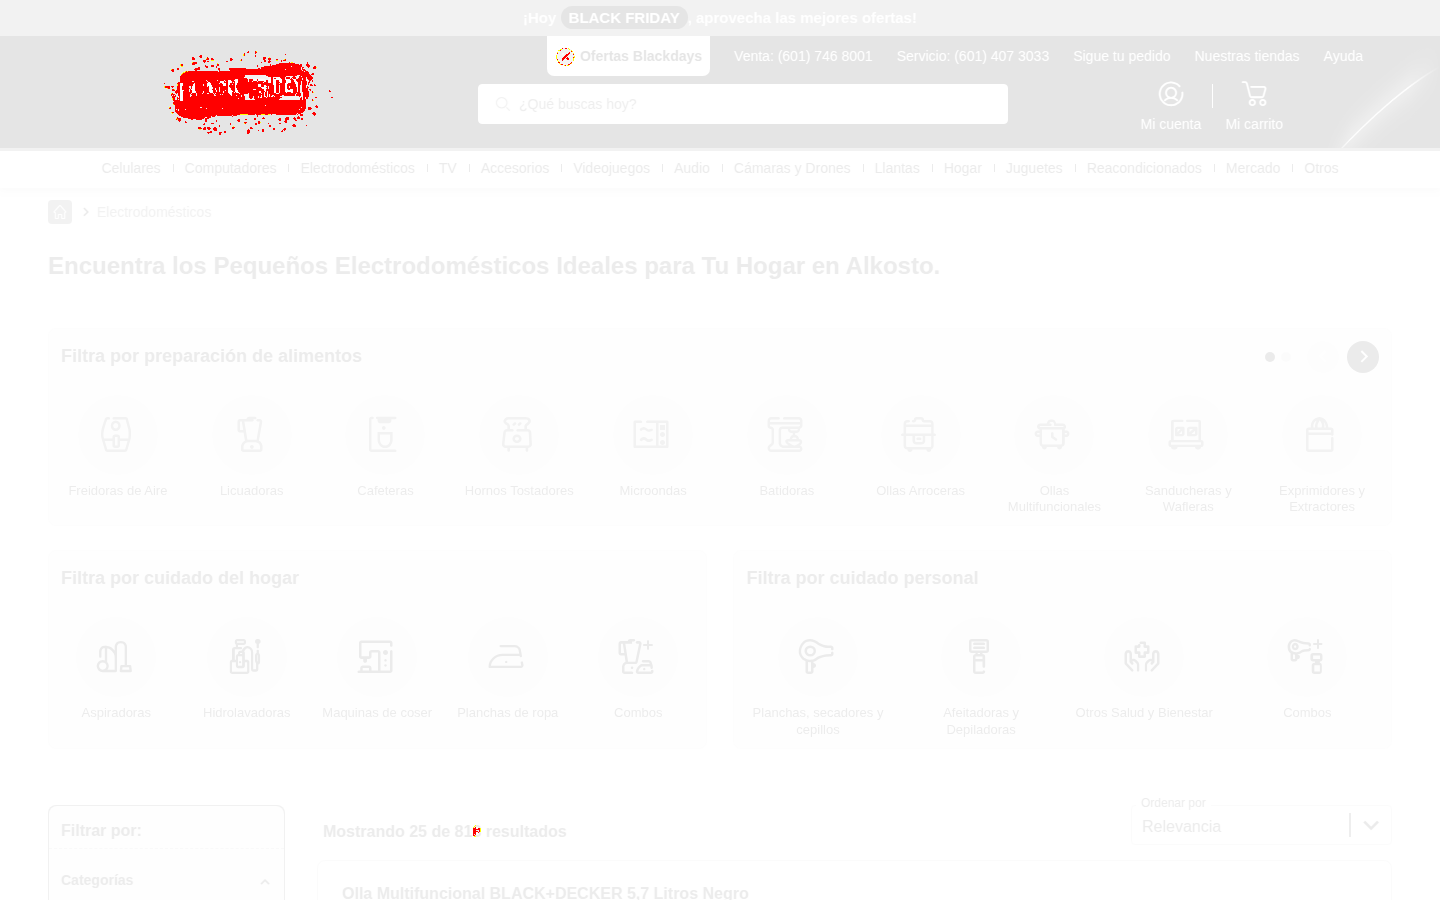 ¡Hoy BLACK FRIDAY, aprovecha las mejores ofertas!
Ofertas Blackdays
Venta: (601) 746 8001
Servicio: (601) 407 3033
Sigue tu pedido
Nuestras tiendas
Ayuda
¿Qué buscas hoy?
Mi cuenta
Mi carrito
Celulares
Computadores
Electrodomésticos
TV
Accesorios
Videojuegos
Audio
Cámaras y Drones
Llantas
Hogar
Juguetes
Reacondicionados
Mercado
Otros
Electrodomésticos
Encuentra los Pequeños Electrodomésticos Ideales para Tu Hogar en Alkosto.
Filtra por preparación de alimentos
Freidoras de Aire
Licuadoras
Cafeteras
Hornos Tostadores
Microondas
Batidoras
Ollas Arroceras
Ollas
Multifuncionales
Sanducheras y
Wafleras
Exprimidores y
Extractores
Filtra por cuidado del hogar
Aspiradoras
Hidrolavadoras
Maquinas de coser
Planchas de ropa
Combos
Filtra por cuidado personal
Planchas, secadores y
cepillos
Afeitadoras y
Depiladoras
Otros Salud y Bienestar
Combos
Filtrar por:
Categorías
Mostrando 25 de resultados
Ordenar por
Relevancia
Olla Multifuncional BLACK+DECKER 5.7 Litros Negro